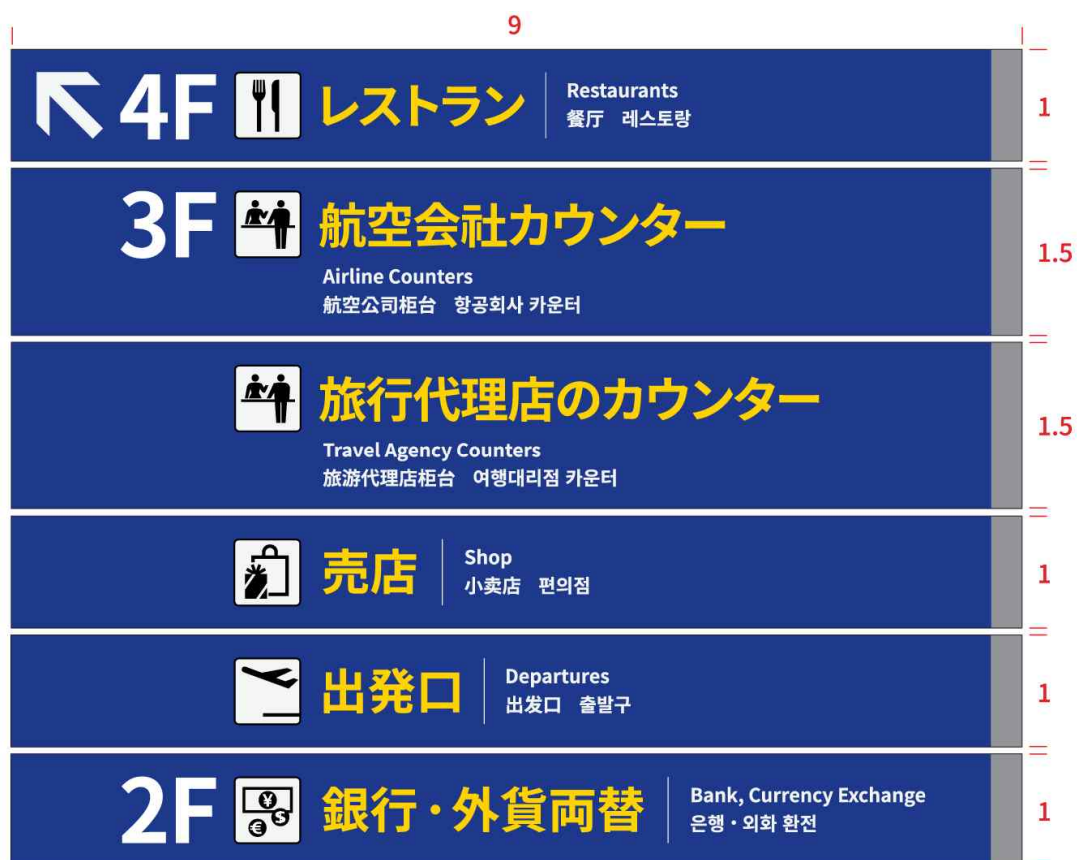 9
4F レストラン
Restaurants
餐厅 레스토랑
1
3F 航空会社カウンター
Airline Counters
航空公司柜台 항공회사 카운터
1.5
旅行代理店のカウンター
Travel Agency Counters
旅游代理店柜台 여행대리점 카운터
1.5
売店
Shop
小卖店 편의점
1
出発口
Departures
出发口 출발구
1
2F 銀行・外貨両替
Bank, Currency Exchange
은행・외화 환전
1
¥
$
€